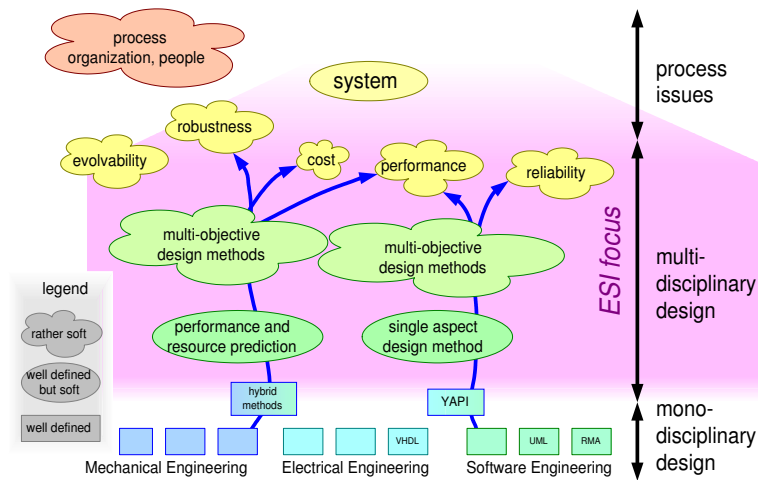 process
organization, people
system
process
issues
robustness
evolvability
cost
performance
reliability
multi-objective
design methods
multi-objective
design methods
ESI focus
multi-
disciplinary
design
legend
rather soft
well defined
but soft
well defined
performance and
resource prediction
single aspect
design method
hybrid
methods
YAPI
mono-
disciplinary
design
VHDL
UML
RMA
Mechanical Engineering
Electrical Engineering
Software Engineering